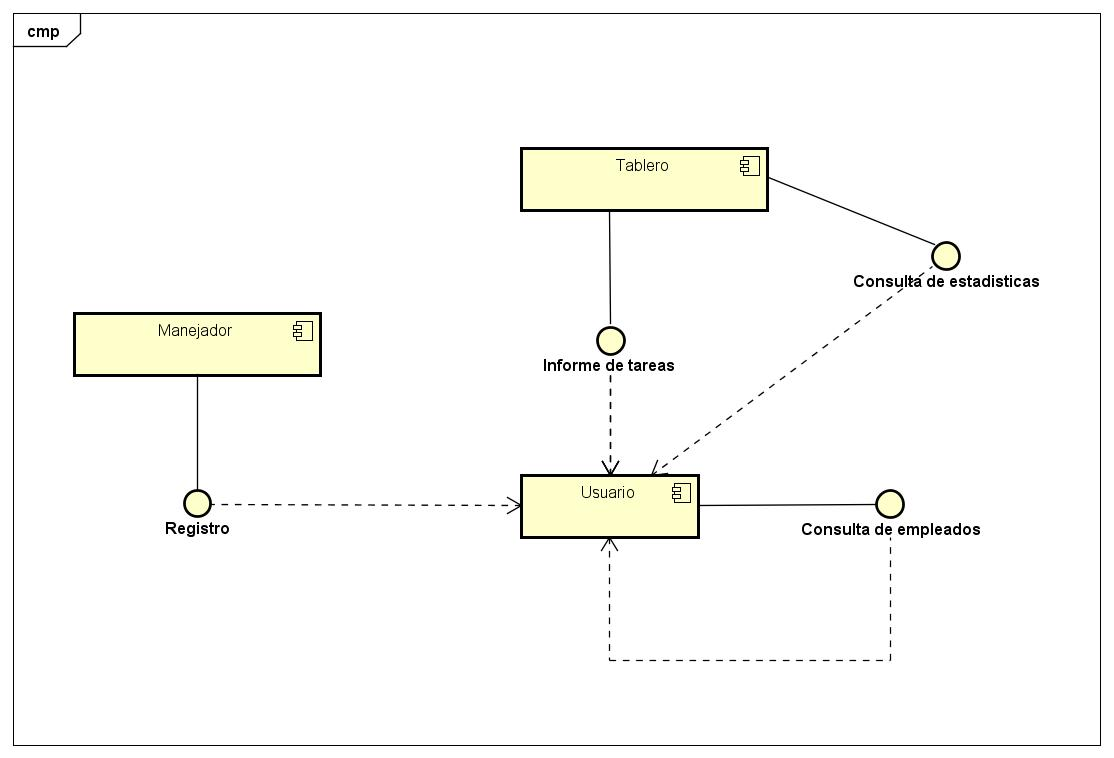 cmp
Tablero
Consulta de estadisticas
Manejador
Informe de tareas
Usuario
Registro
Consulta de empleados